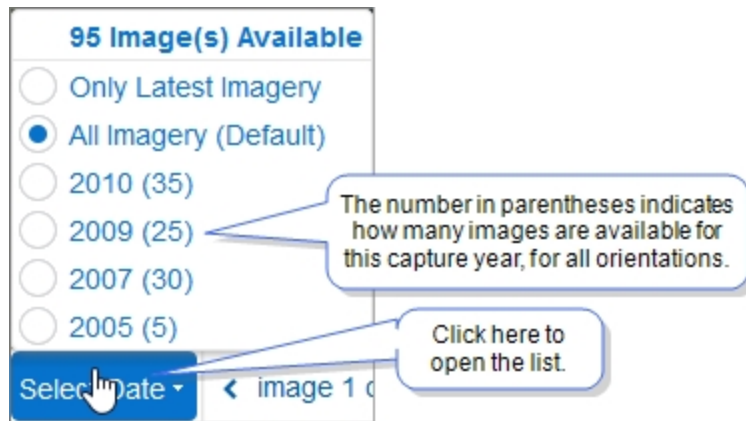 95 Image(s) Available
Only Latest Imagery
All Imagery (Default)
2010 (35)
2009 (25)
2007 (30)
2005 (5)
The number in parentheses indicates
how many images are available for
this capture year, for all orientations.
Click here to
open the list.
Select Date
image 1